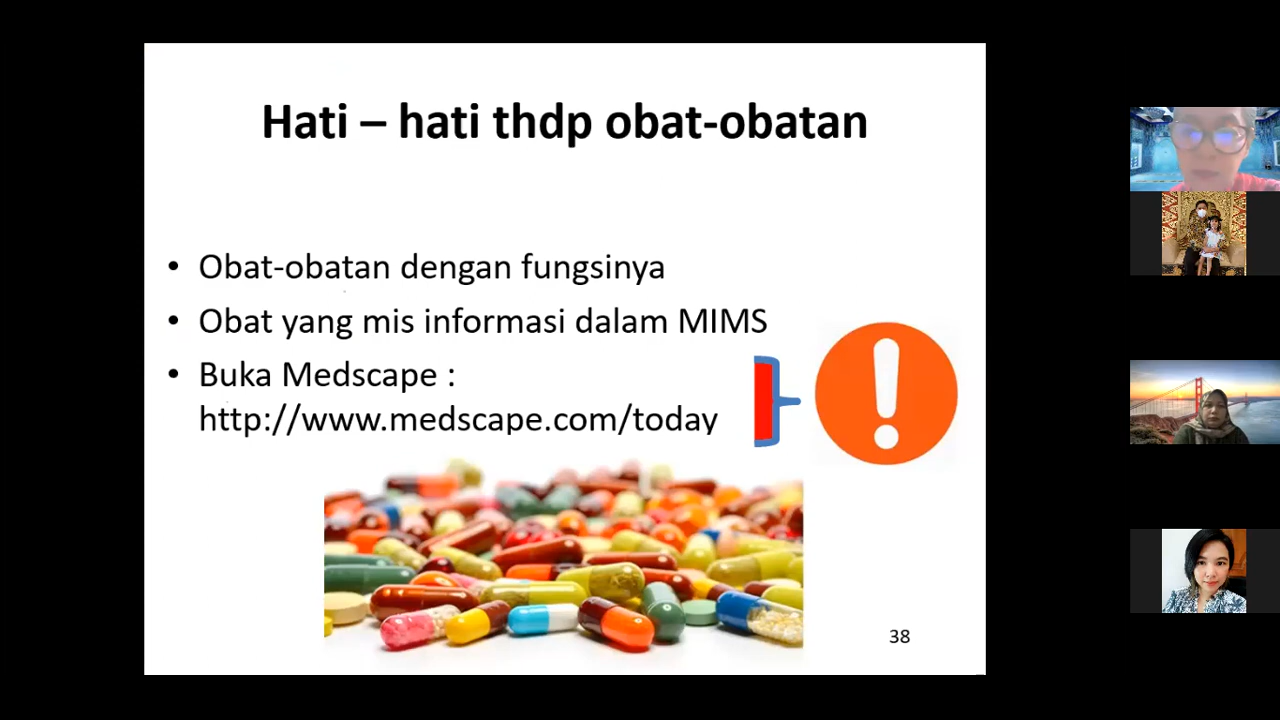 Hati – hati thdp obat-obatan
• Obat-obatan dengan fungsinya
• Obat yang mis informasi dalam MIMS
• Buka Medscape :
http://www.medscape.com/today
38